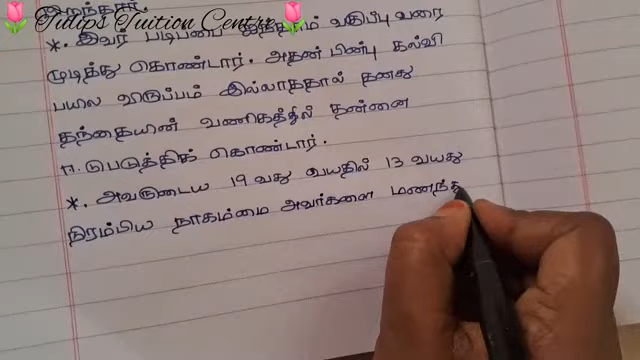 🌷Tulips Tuition Centre🌷
*. இவர் படிப்பை ஐந்தாம் வகுப்பு வரை
முடித்து கொண்டார். அதன் பின்பு கல்வி
பயில விருப்பம் இல்லாததால் தனது
தந்தையின் வணிகத்தில் தன்னை
ஈடுபடுத்திக் கொண்டார்.
*. அவருடைய 19 வது வயதில் 13 வயது
நிரம்பிய நாகம்மை அவர்களை மணந்து